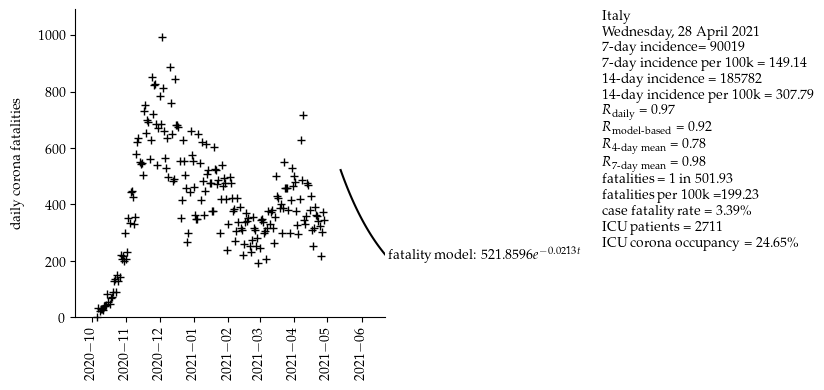 Italy
Wednesday, 28 April 2021
7-day incidence= 90019
7-day incidence per 100k = 149.14
14-day incidence = 185782
14-day incidence per 100k = 307.79
R_daily = 0.97
R_model-based = 0.92
R_4-day mean = 0.78
R_7-day mean = 0.98
fatalities = 1 in 501.93
fatalities per 100k =199.23
case fatality rate = 3.39%
ICU patients = 2711
ICU corona occupancy = 24.65%
daily corona fatalities
1000
800
600
400
200
0
fatality model: 521.8596e^{−0.0213t}
2020−10
2020−11
2020−12
2021−01
2021−02
2021−03
2021−04
2021−05
2021−06